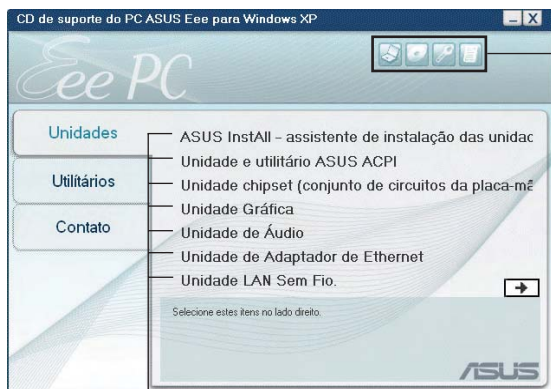 CD de suporte do PC ASUS Eee para Windows XP
Eee PC
Unidades
Utilitários
Contato
ASUS InstAll – assistente de instalação das unidac
Unidade e utilitário ASUS ACPI
Unidade chipset (conjunto de circuitos da placa-mã
Unidade Gráfica
Unidade de Áudio
Unidade de Adaptador de Ethernet
Unidade LAN Sem Fio.
Selecione estes itens no lado direito.
ASUS